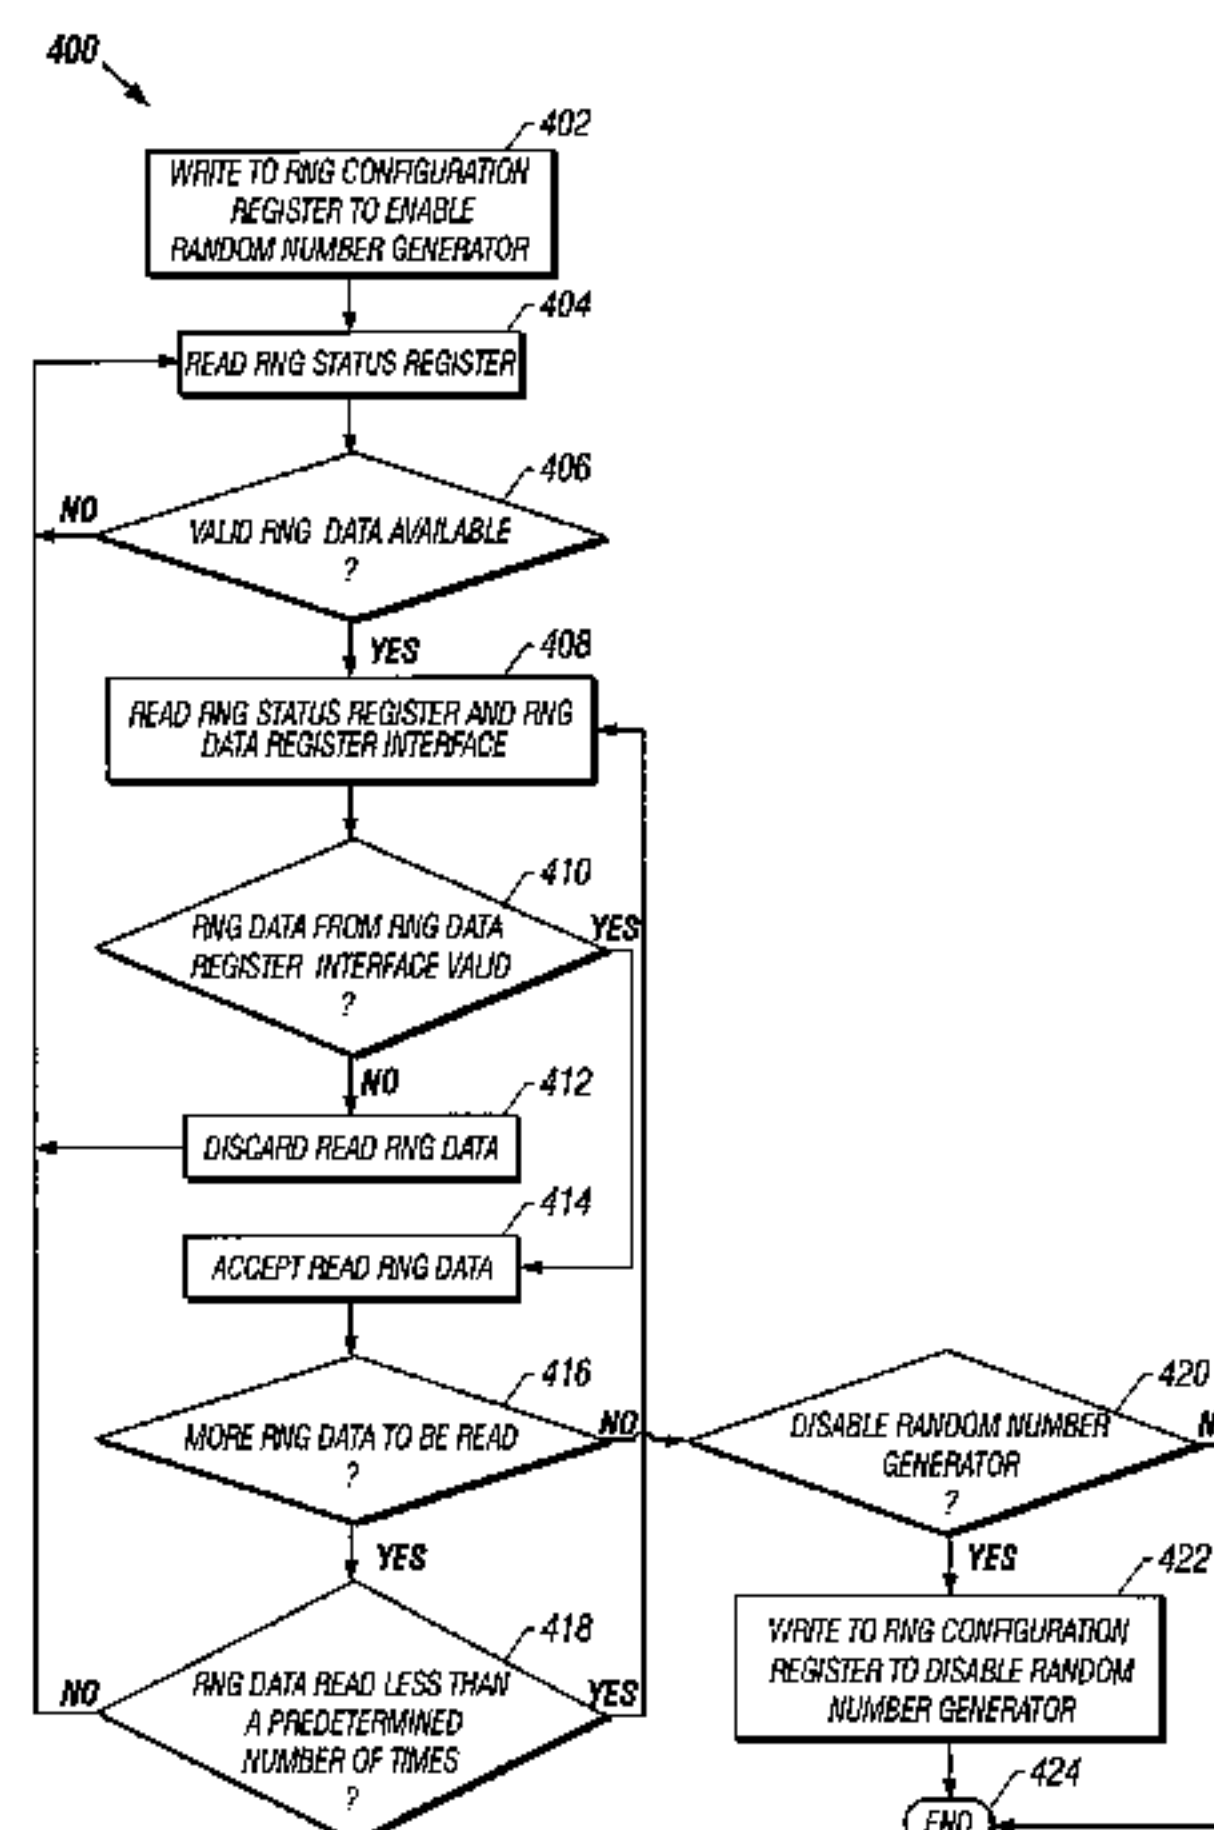 400
402
WRITE TO RNG CONFIGURATION
REGISTER TO ENABLE
RANDOM NUMBER GENERATOR
404
READ RNG STATUS REGISTER
406
NO
VALID RNG DATA AVAILABLE
?
YES
408
READ RNG STATUS REGISTER AND RNG
DATA REGISTER INTERFACE
410
RNG DATA FROM RNG DATA
REGISTER INTERFACE VALID
?
YES
NO
412
DISCARD READ RNG DATA
414
ACCEPT READ RNG DATA
416
MORE RNG DATA TO BE READ
?
NO
YES
418
RNG DATA READ LESS THAN
A PREDETERMINED
NUMBER OF TIMES
?
NO
YES
420
DISABLE RANDOM NUMBER
GENERATOR
?
YES
422
WRITE TO RNG CONFIGURATION
REGISTER TO DISABLE RANDOM
NUMBER GENERATOR
424
END